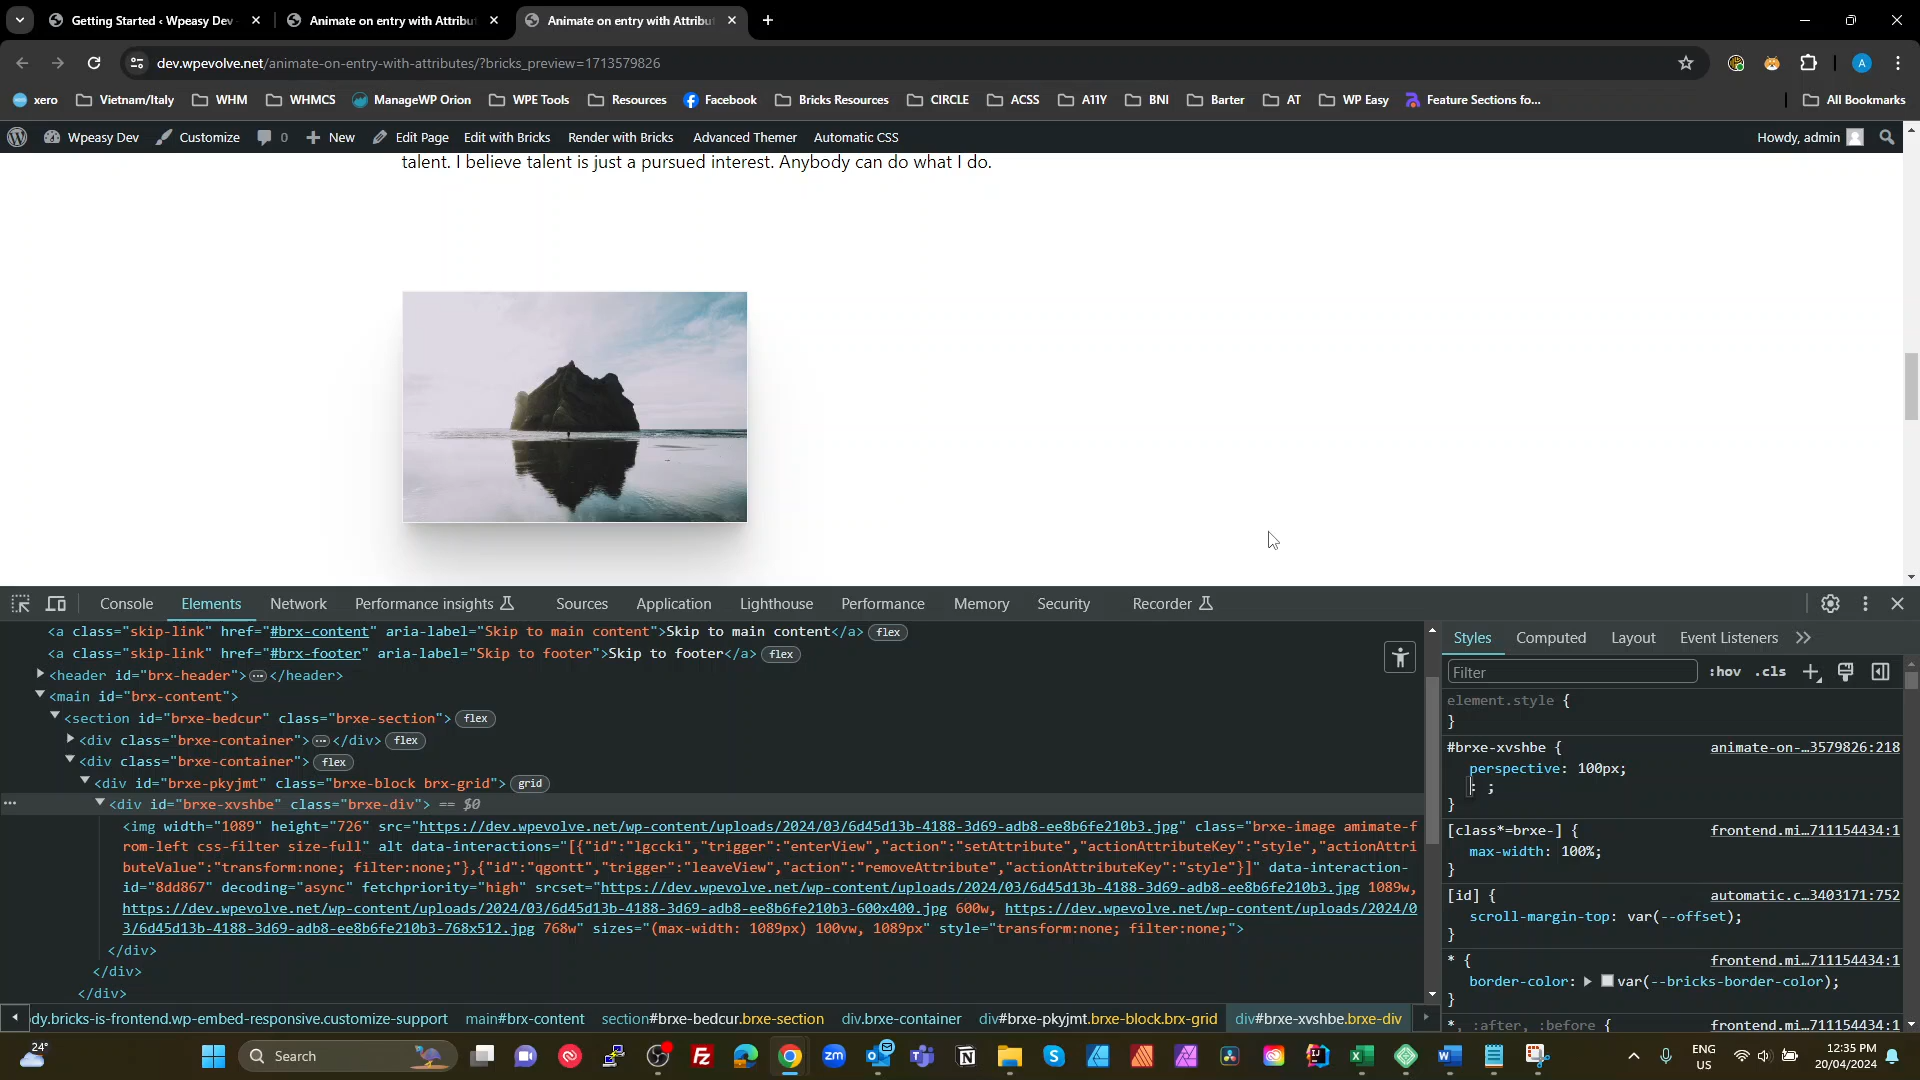 Getting Started ‹ Wpeasy Dev
Animate on entry with Attribut
Animate on entry with Attribut
dev.wpevolve.net/animate-on-entry-with-attributes/?bricks_preview=1713579826
A
xero
Vietnam/Italy
WHM
WHMCS
ManageWP Orion
WPE Tools
Resources
Facebook
Bricks Resources
CIRCLE
ACSS
A11Y
BNI
Barter
AT
WP Easy
Feature Sections fo...
All Bookmarks
Wpeasy Dev
Customize
0
New
Edit Page
Edit with Bricks
Render with Bricks
Advanced Themer
Automatic CSS
Howdy, admin
talent. I believe talent is just a pursued interest. Anybody can do what I do.
Console
Elements
Network
Performance insights
Sources
Application
Lighthouse
Performance
Memory
Security
Recorder
<a class="skip-link" href="#brx-content" aria-label="Skip to main content">Skip to main content</a> flex
<a class="skip-link" href="#brx-footer" aria-label="Skip to footer">Skip to footer</a> flex
<header id="brx-header"> ⋯ </header>
<main id="brx-content">
<section id="brxe-bedcur" class="brxe-section"> flex
<div class="brxe-container"> ⋯ </div> flex
<div class="brxe-container"> flex
<div id="brxe-pkyjmt" class="brxe-block brx-grid"> grid
<div id="brxe-xvshbe" class="brxe-div"> == $0
<img width="1089" height="726" src="https://dev.wpevolve.net/wp-content/uploads/2024/03/6d45d13b-4188-3d69-adb8-ee8b6fe210b3.jpg" class="brxe-image amimate-f
rom-left css-filter size-full" alt data-interactions="[{"id":"lgccki","trigger":"enterView","action":"setAttribute","actionAttributeKey":"style","actionAttri
buteValue":"transform:none; filter:none;"},{"id":"qgontt","trigger":"leaveView","action":"removeAttribute","actionAttributeKey":"style"}]" data-interaction-
id="8dd867" decoding="async" fetchpriority="high" srcset="https://dev.wpevolve.net/wp-content/uploads/2024/03/6d45d13b-4188-3d69-adb8-ee8b6fe210b3.jpg 1089w,
https://dev.wpevolve.net/wp-content/uploads/2024/03/6d45d13b-4188-3d69-adb8-ee8b6fe210b3-600x400.jpg 600w, https://dev.wpevolve.net/wp-content/uploads/2024/0
3/6d45d13b-4188-3d69-adb8-ee8b6fe210b3-768x512.jpg 768w" sizes="(max-width: 1089px) 100vw, 1089px" style="transform:none; filter:none;">
</div>
</div>
</div>
dy.bricks-is-frontend.wp-embed-responsive.customize-support
main#brx-content
section#brxe-bedcur.brxe-section
div.brxe-container
div#brxe-pkyjmt.brxe-block.brx-grid
div#brxe-xvshbe.brxe-div
Styles
Computed
Layout
Event Listeners
Filter
:hov
.cls
element.style {
}
#brxe-xvshbe {
animate-on-…3579826:218
perspective: 100px;
: ;
}
[class*=brxe-] {
frontend.mi…711154434:1
max-width: 100%;
}
[id] {
automatic.c…3403171:752
scroll-margin-top: var(--offset);
}
* {
frontend.mi…711154434:1
border-color: var(--bricks-border-color);
}
*, :after, :before {
frontend.mi…711154434:1
24°
Search
zm
ENG
US
12:35 PM
20/04/2024